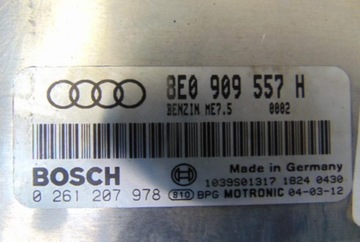 8E0 909 557 H
BENZIN ME7.5 0002
BOSCH
Made in Germany
0 261 207 978
1039S01317 1824 0430
810 BPG MOTRONIC 04-03-12